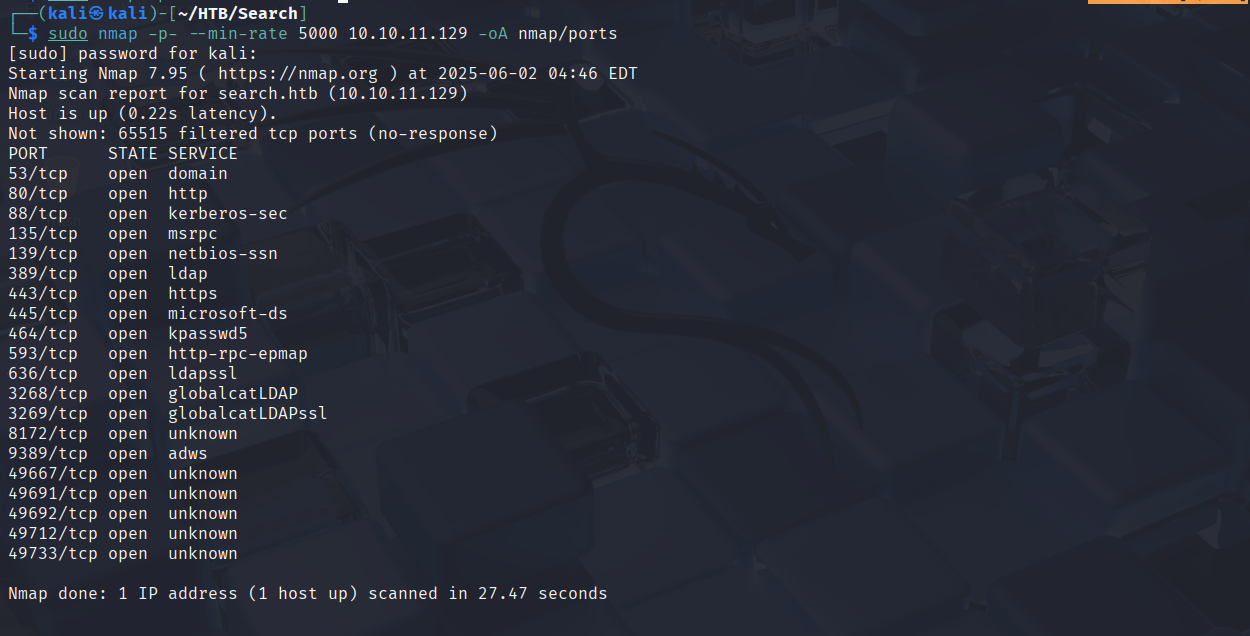 ┌──(kali㉿kali)-[~/HTB/Search]
└─$ sudo nmap -p- --min-rate 5000 10.10.11.129 -oA nmap/ports
[sudo] password for kali:
Starting Nmap 7.95 ( https://nmap.org ) at 2025-06-02 04:46 EDT
Nmap scan report for search.htb (10.10.11.129)
Host is up (0.22s latency).
Not shown: 65515 filtered tcp ports (no-response)
PORT      STATE SERVICE
53/tcp    open  domain
80/tcp    open  http
88/tcp    open  kerberos-sec
135/tcp   open  msrpc
139/tcp   open  netbios-ssn
389/tcp   open  ldap
443/tcp   open  https
445/tcp   open  microsoft-ds
464/tcp   open  kpasswd5
593/tcp   open  http-rpc-epmap
636/tcp   open  ldapssl
3268/tcp  open  globalcatLDAP
3269/tcp  open  globalcatLDAPssl
8172/tcp  open  unknown
9389/tcp  open  adws
49667/tcp open  unknown
49691/tcp open  unknown
49692/tcp open  unknown
49712/tcp open  unknown
49733/tcp open  unknown
Nmap done: 1 IP address (1 host up) scanned in 27.47 seconds